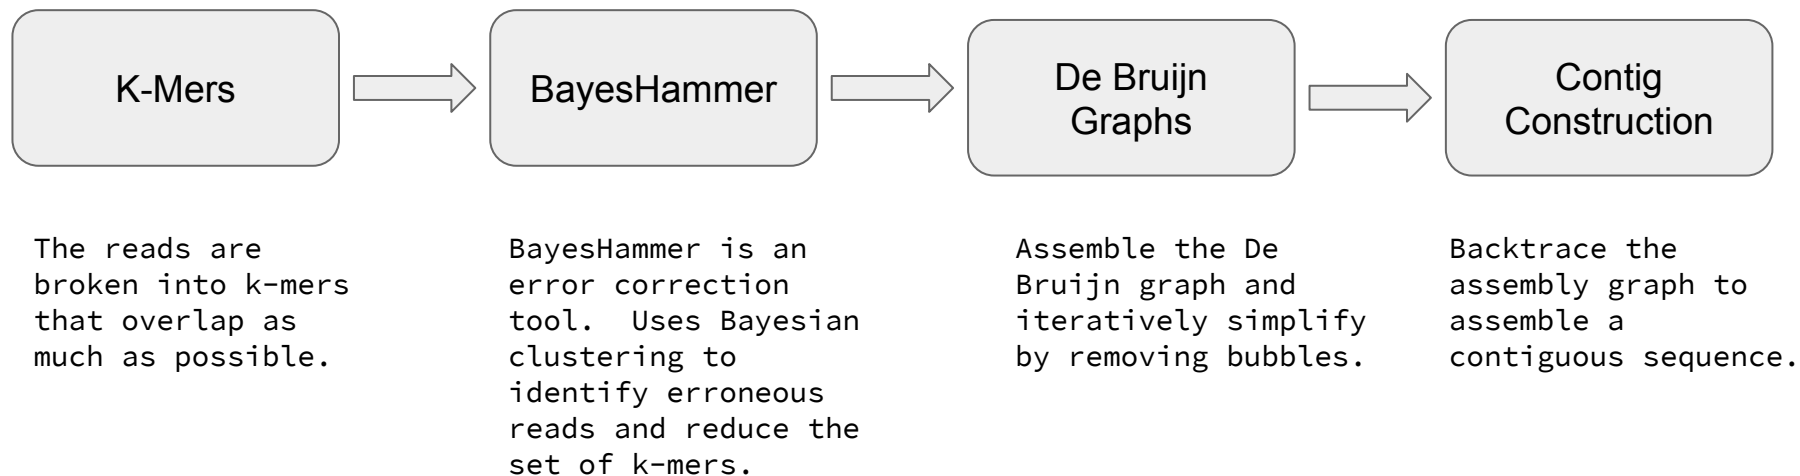 K-Mers
BayesHammer
De Bruijn
Graphs
Contig
Construction
The reads are
broken into k-mers
that overlap as
much as possible.
BayesHammer is an
error correction
tool.  Uses Bayesian
clustering to
identify erroneous
reads and reduce the
set of k-mers.
Assemble the De
Bruijn graph and
iteratively simplify
by removing bubbles.
Backtrace the
assembly graph to
assemble a
contiguous sequence.